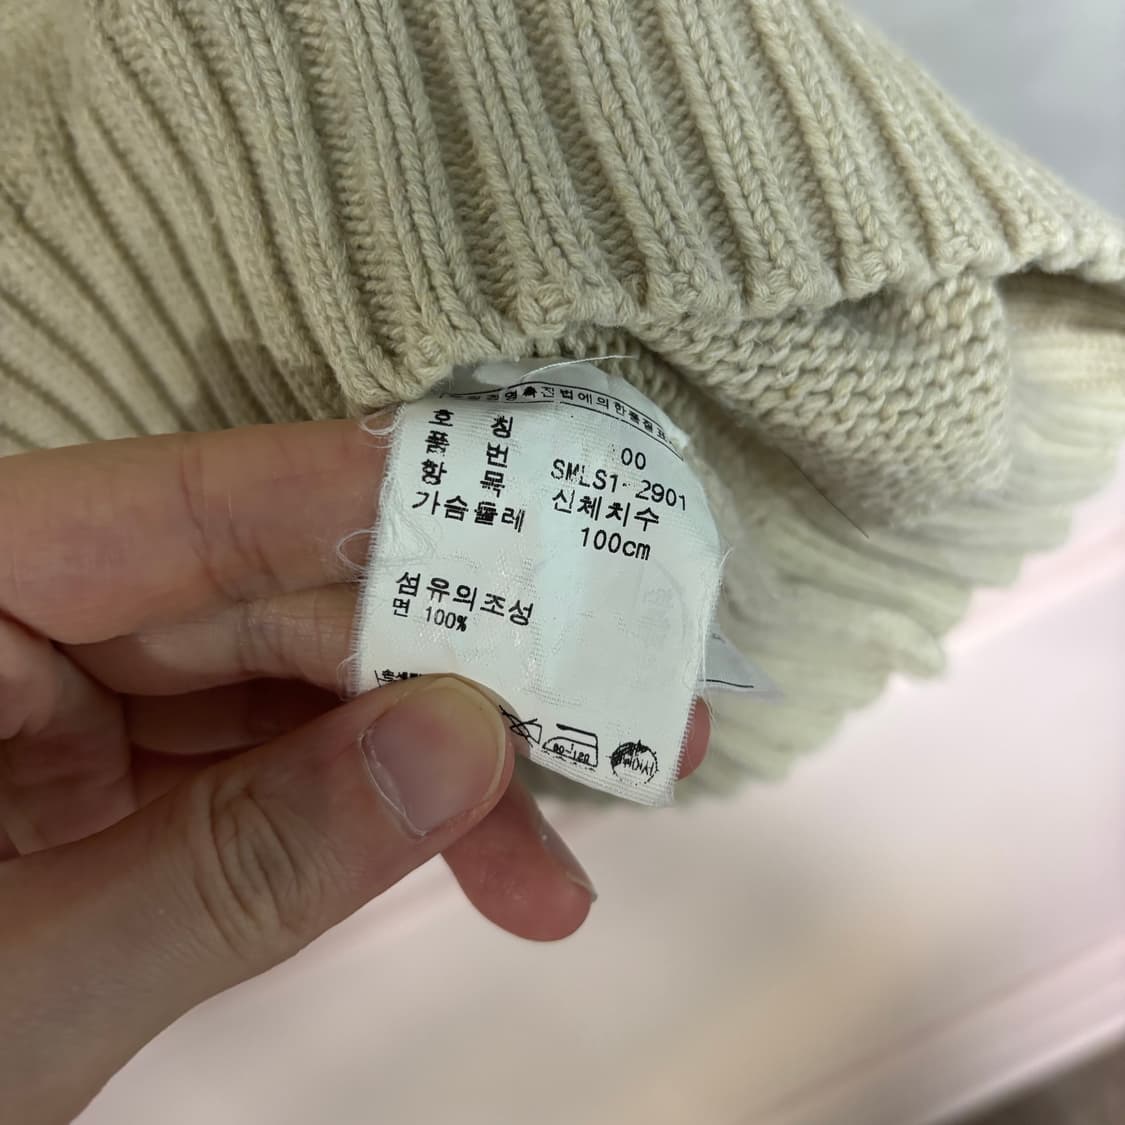 호 칭 00
품 번 SMLS1-2901
항 목 신체치수
가슴둘레 100cm
섬유의조성
면 100%